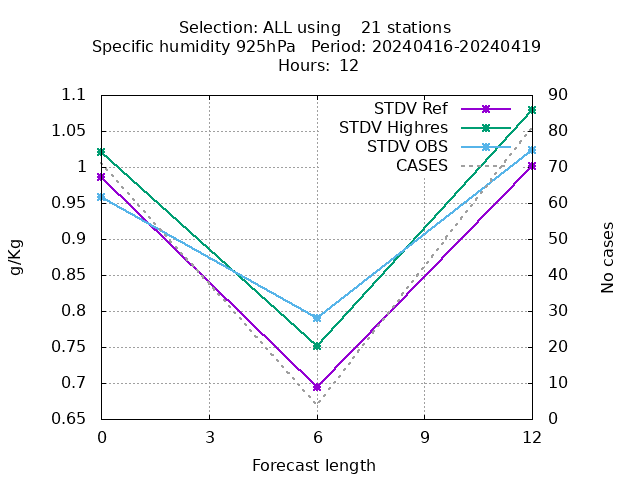 Selection: ALL using    21 stations
Specific humidity 925hPa   Period: 20240416-20240419
Hours: 12
1.1
1.05
1
0.95
0.9
0.85
0.8
0.75
0.7
0.65
g/Kg
STDV Ref
STDV Highres
STDV OBS
CASES
90
80
70
60
50
40
30
20
10
0
No cases
0 3 6 9 12
Forecast length